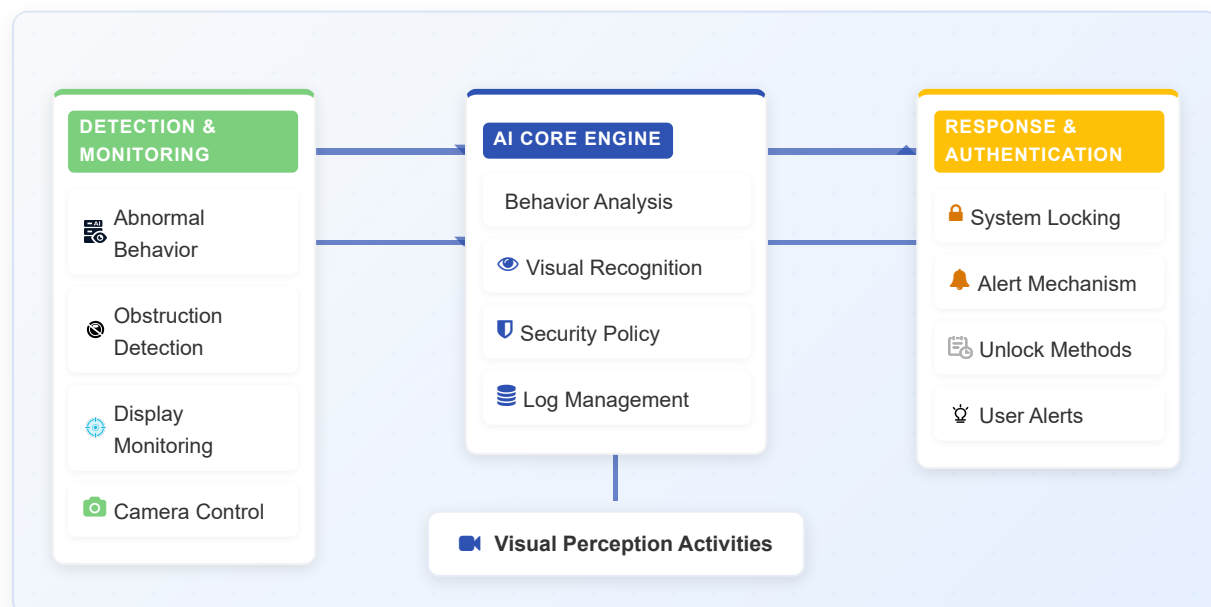 DETECTION &
MONITORING
Abnormal
Behavior
Obstruction
Detection
Display
Monitoring
Camera Control
AI CORE ENGINE
Behavior Analysis
Visual Recognition
Security Policy
Log Management
Visual Perception Activities
RESPONSE &
AUTHENTICATION
System Locking
Alert Mechanism
Unlock Methods
User Alerts